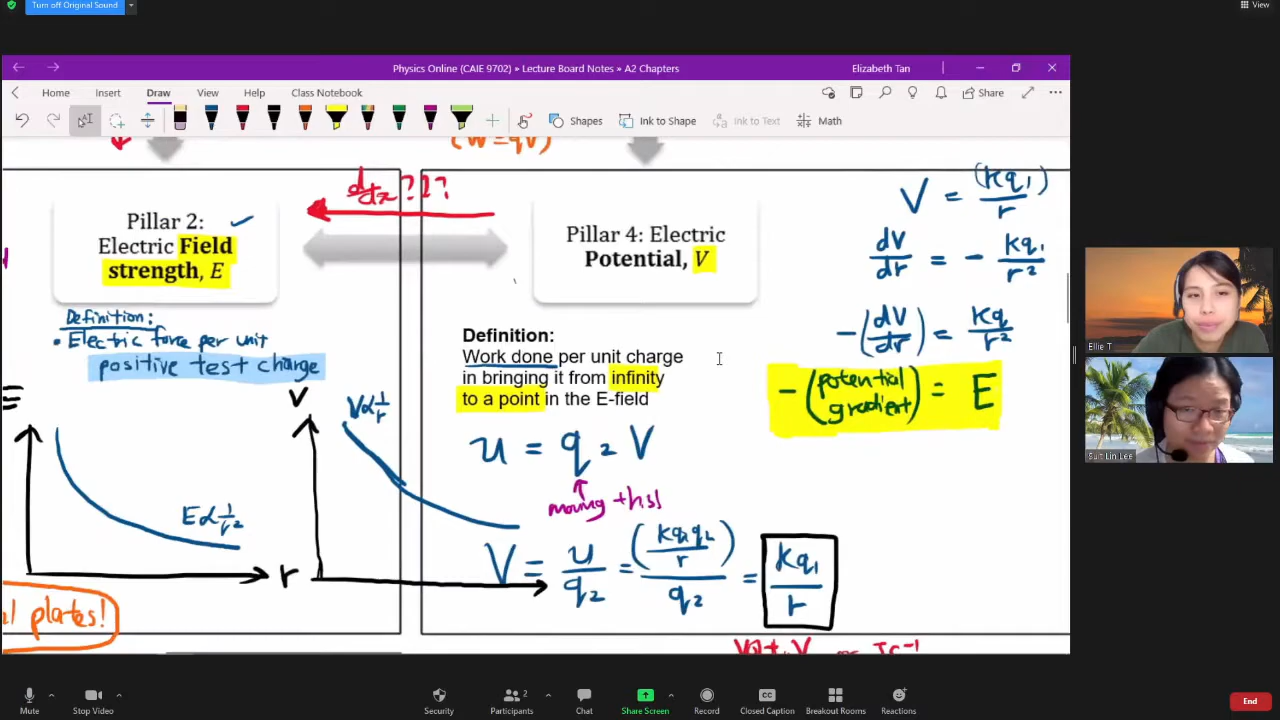 Turn off Original Sound
View
Physics Online (CAIE 9702) » Lecture Board Notes » A2 Chapters
Elizabeth Tan
Home
Insert
Draw
View
Help
Class Notebook
Share
Shapes
Ink to Shape
Ink to Text
Math
(W=qV)
d/dx ???
Pillar 2:
Electric Field
strength, E
Pillar 4: Electric
Potential, V
V = (kq₁)/r
dV/dr = - kq₁/r²
-(dV/dr) = kq/r²
-(potential gradient) = E
Definition:
• Electric force per unit
positive test charge
Definition:
Work done per unit charge
in bringing it from infinity
to a point in the E-field
u = q₂V
moving this!
V = u/q₂ = (kq₁q₂/r)/q₂ = kq₁/r
E
E∝1/r²
r
V
V∝1/r
plates!
Ellie T
Suit Lin Lee
Mute
Stop Video
Security
Participants
2
Chat
Share Screen
Record
Closed Caption
Breakout Rooms
Reactions
End